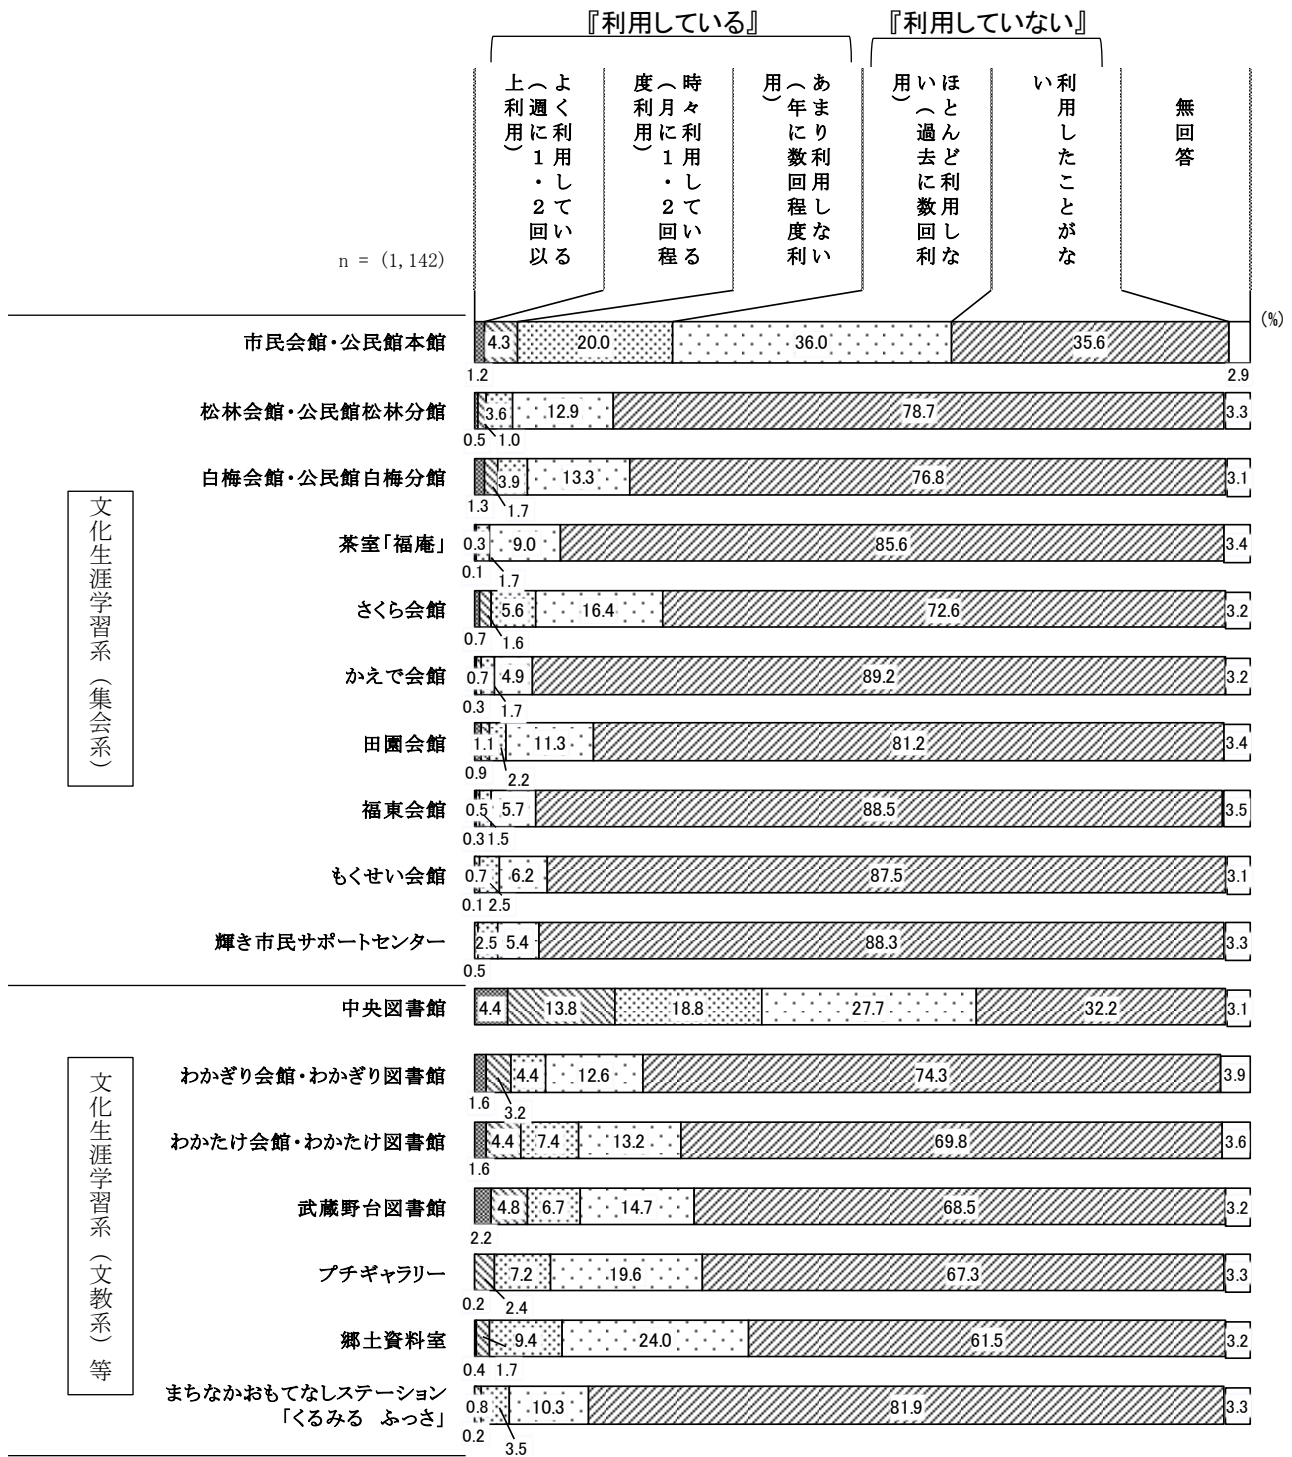 『利用している』
『利用していない』
よく利用している
（週に１・２回以
上利用）
時々利用している
（月に１・２回程
度利用）
あまり利用しない
（年に数回程度利
用）
ほとんど利用しな
い（過去に数回利
用）
利用したことがな
い
無回答
n = (1,142)
(%)
文化生涯学習系（集会系）
市民会館・公民館本館
4.3 20.0 36.0 35.6
1.2 2.9
松林会館・公民館松林分館
3.6 12.9 78.7 3.3
0.5 1.0
白梅会館・公民館白梅分館
3.9 13.3 76.8 3.1
1.3 1.7
茶室「福庵」
0.3 9.0 85.6 3.4
0.1 1.7
さくら会館
5.6 16.4 72.6 3.2
0.7 1.6
かえで会館
0.7 4.9 89.2 3.2
0.3 1.7
田園会館
1.1 11.3 81.2 3.4
0.9 2.2
福東会館
0.5 5.7 88.5 3.5
0.3 1.5
もくせい会館
0.7 6.2 87.5 3.1
0.1 2.5
輝き市民サポートセンター
2.5 5.4 88.3 3.3
0.5
文化生涯学習系（文教系）等
中央図書館
4.4 13.8 18.8 27.7 32.2 3.1
わかぎり会館・わかぎり図書館
4.4 12.6 74.3 3.9
1.6 3.2
わかたけ会館・わかたけ図書館
4.4 7.4 13.2 69.8 3.6
1.6
武蔵野台図書館
4.8 6.7 14.7 68.5 3.2
2.2
プチギャラリー
7.2 19.6 67.3 3.3
0.2 2.4
郷土資料室
9.4 24.0 61.5 3.2
0.4 1.7
まちなかおもてなしステーション
「くるみる　ふっさ」
0.8 10.3 81.9 3.3
0.2 3.5